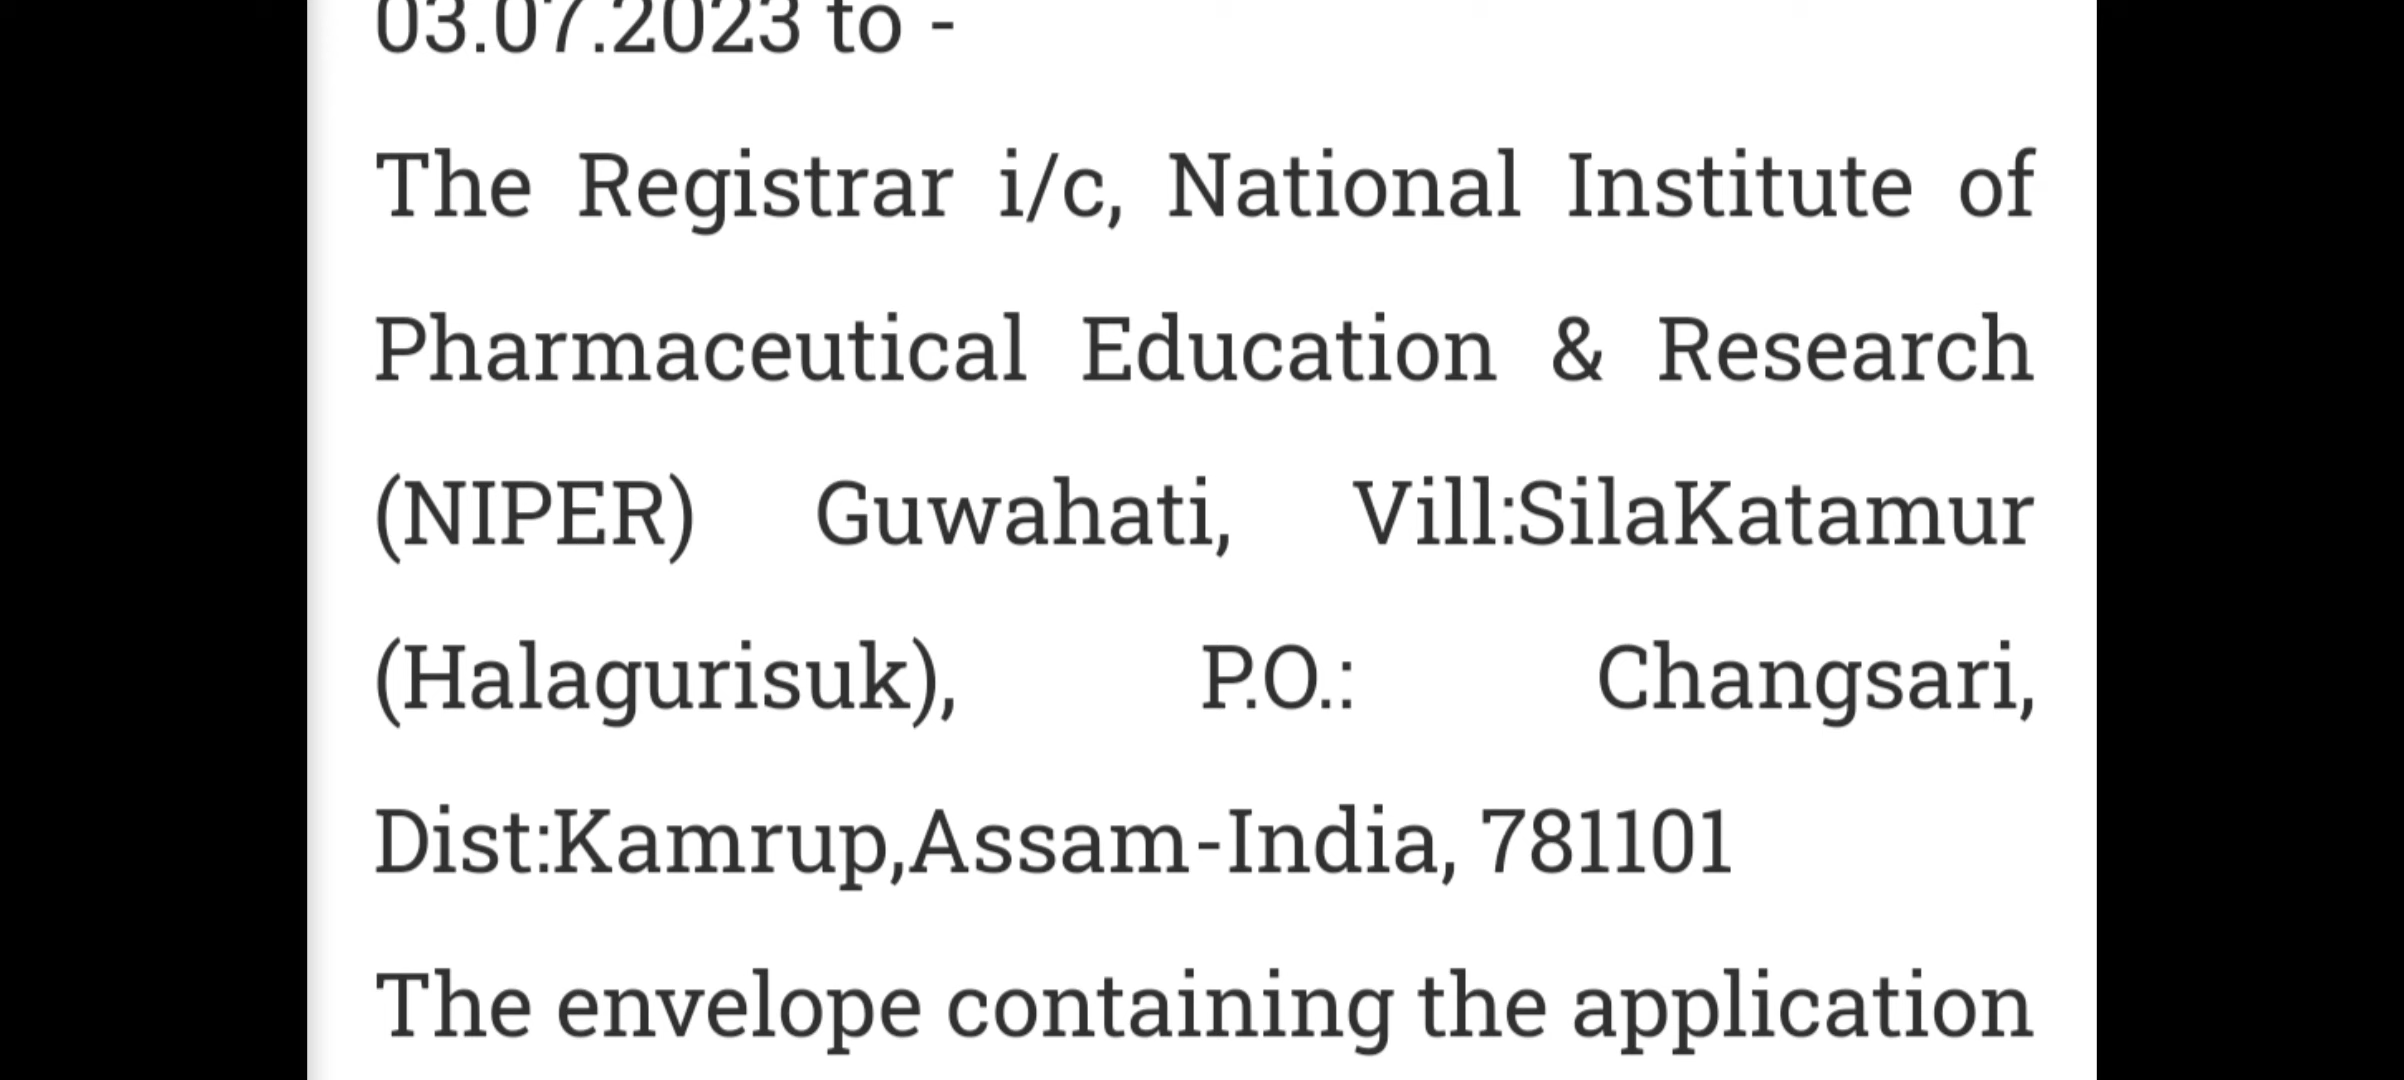 03.07.2023 to -
The Registrar i/c, National Institute of
Pharmaceutical Education & Research
(NIPER) Guwahati, Vill:SilaKatamur
(Halagurisuk), P.O.: Changsari,
Dist:Kamrup,Assam-India, 781101
The envelope containing the application